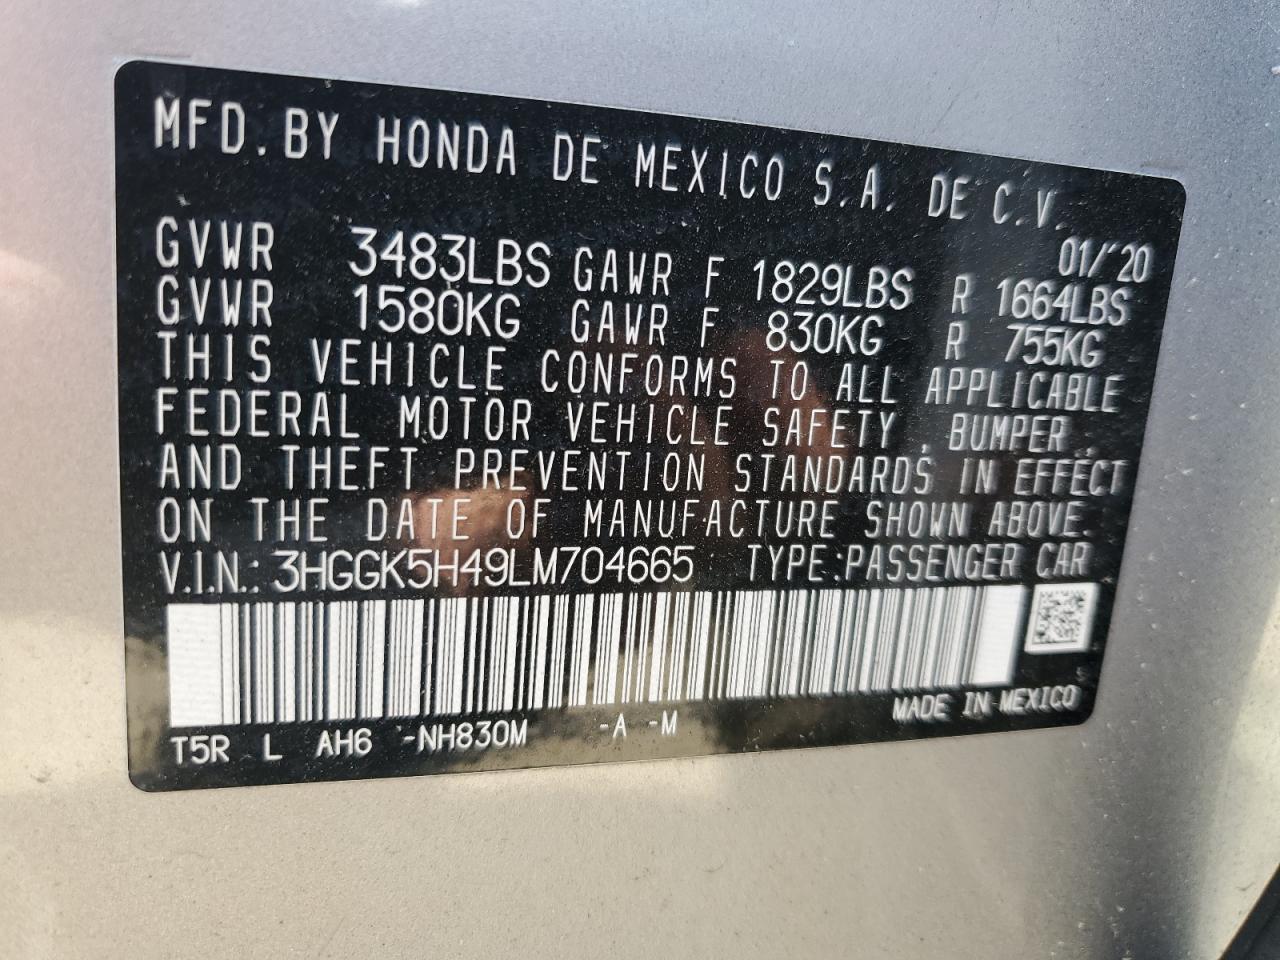 MFD. BY HONDA DE MEXICO S.A. DE C.V.
01/'20
GVWR 3483LBS GAWR F 1829LBS R 1664LBS
GVWR 1580KG GAWR F 830KG R 755KG
THIS VEHICLE CONFORMS TO ALL APPLICABLE
FEDERAL MOTOR VEHICLE SAFETY , BUMPER ,
AND THEFT PREVENTION STANDARDS IN EFFECT
ON THE DATE OF MANUFACTURE SHOWN ABOVE.
V.I.N.: 3HGGK5H49LM704665 TYPE:PASSENGER CAR
MADE IN MEXICO
T5R L AH6 -NH830M -A -M